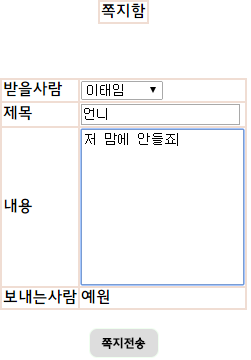 쪽지함
받을사람 이태임
제목 언니
내용 저 맘에 안들죠
보내는사람 예원
쪽지전송